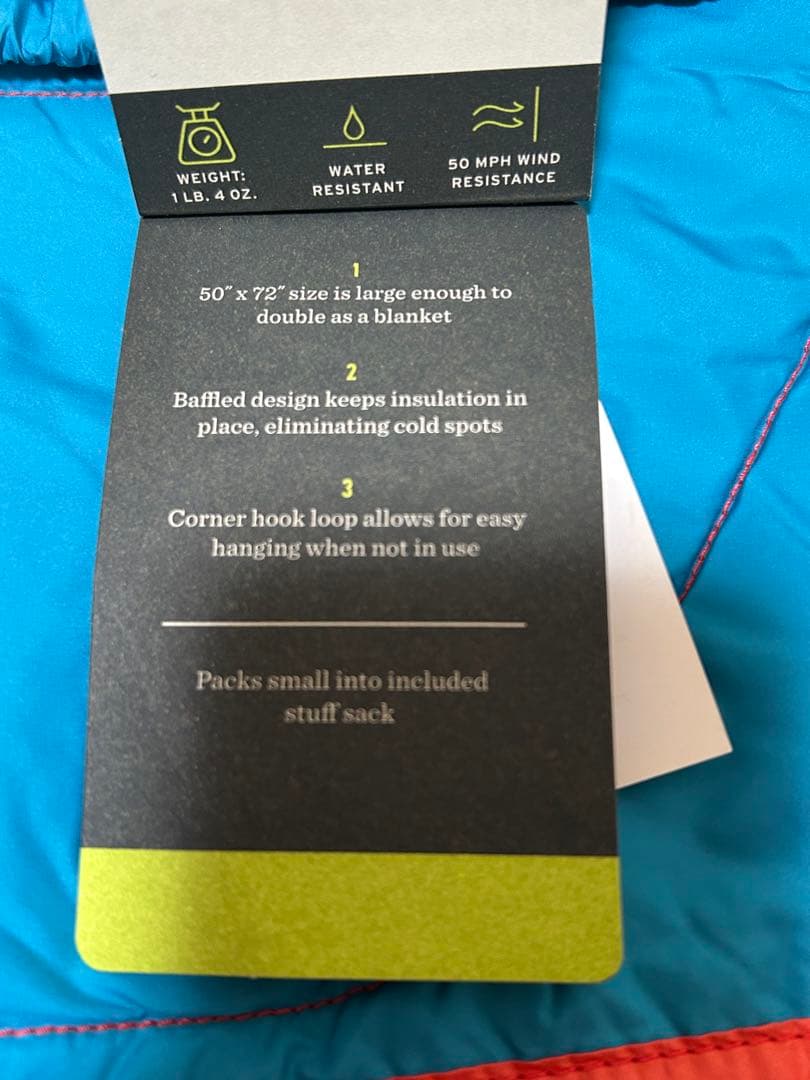 WEIGHT:
1 LB. 4 OZ.
WATER
RESISTANT
50 MPH WIND
RESISTANCE
1
50″ x 72″ size is large enough to
double as a blanket
2
Baffled design keeps insulation in
place, eliminating cold spots
3
Corner hook loop allows for easy
hanging when not in use
Packs small into included
stuff sack